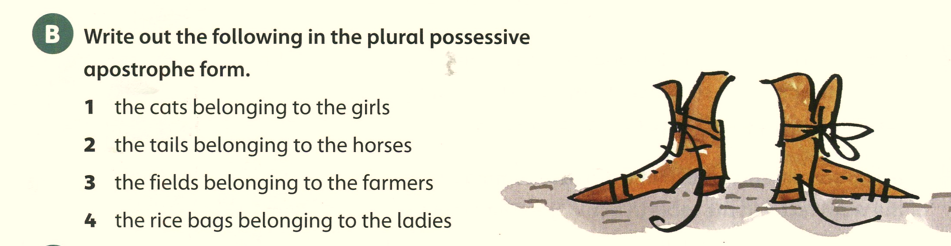 B Write out the following in the plural possessive
apostrophe form.
1 the cats belonging to the girls
2 the tails belonging to the horses
3 the fields belonging to the farmers
4 the rice bags belonging to the ladies